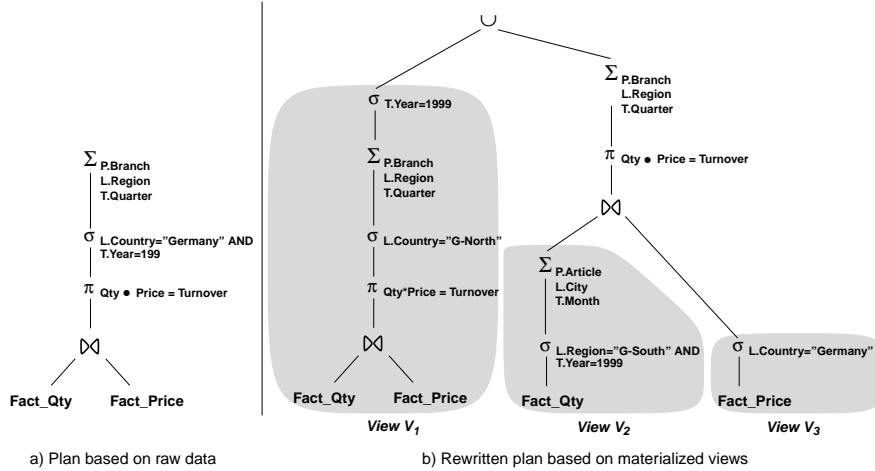 Σ P.Branch
L.Region
T.Quarter
σ L.Country="Germany" AND
T.Year=199
π Qty ● Price = Turnover
⋈
Fact_Qty Fact_Price
a) Plan based on raw data
∪
σ T.Year=1999
Σ P.Branch
L.Region
T.Quarter
σ L.Country="G-North"
π Qty*Price = Turnover
⋈
Fact_Qty Fact_Price
View V1
Σ P.Branch
L.Region
T.Quarter
π Qty ● Price = Turnover
⋈
Σ P.Article
L.City
T.Month
σ L.Region="G-South" AND
T.Year=1999
Fact_Qty
View V2
σ L.Country="Germany"
Fact_Price
View V3
b) Rewritten plan based on materialized views